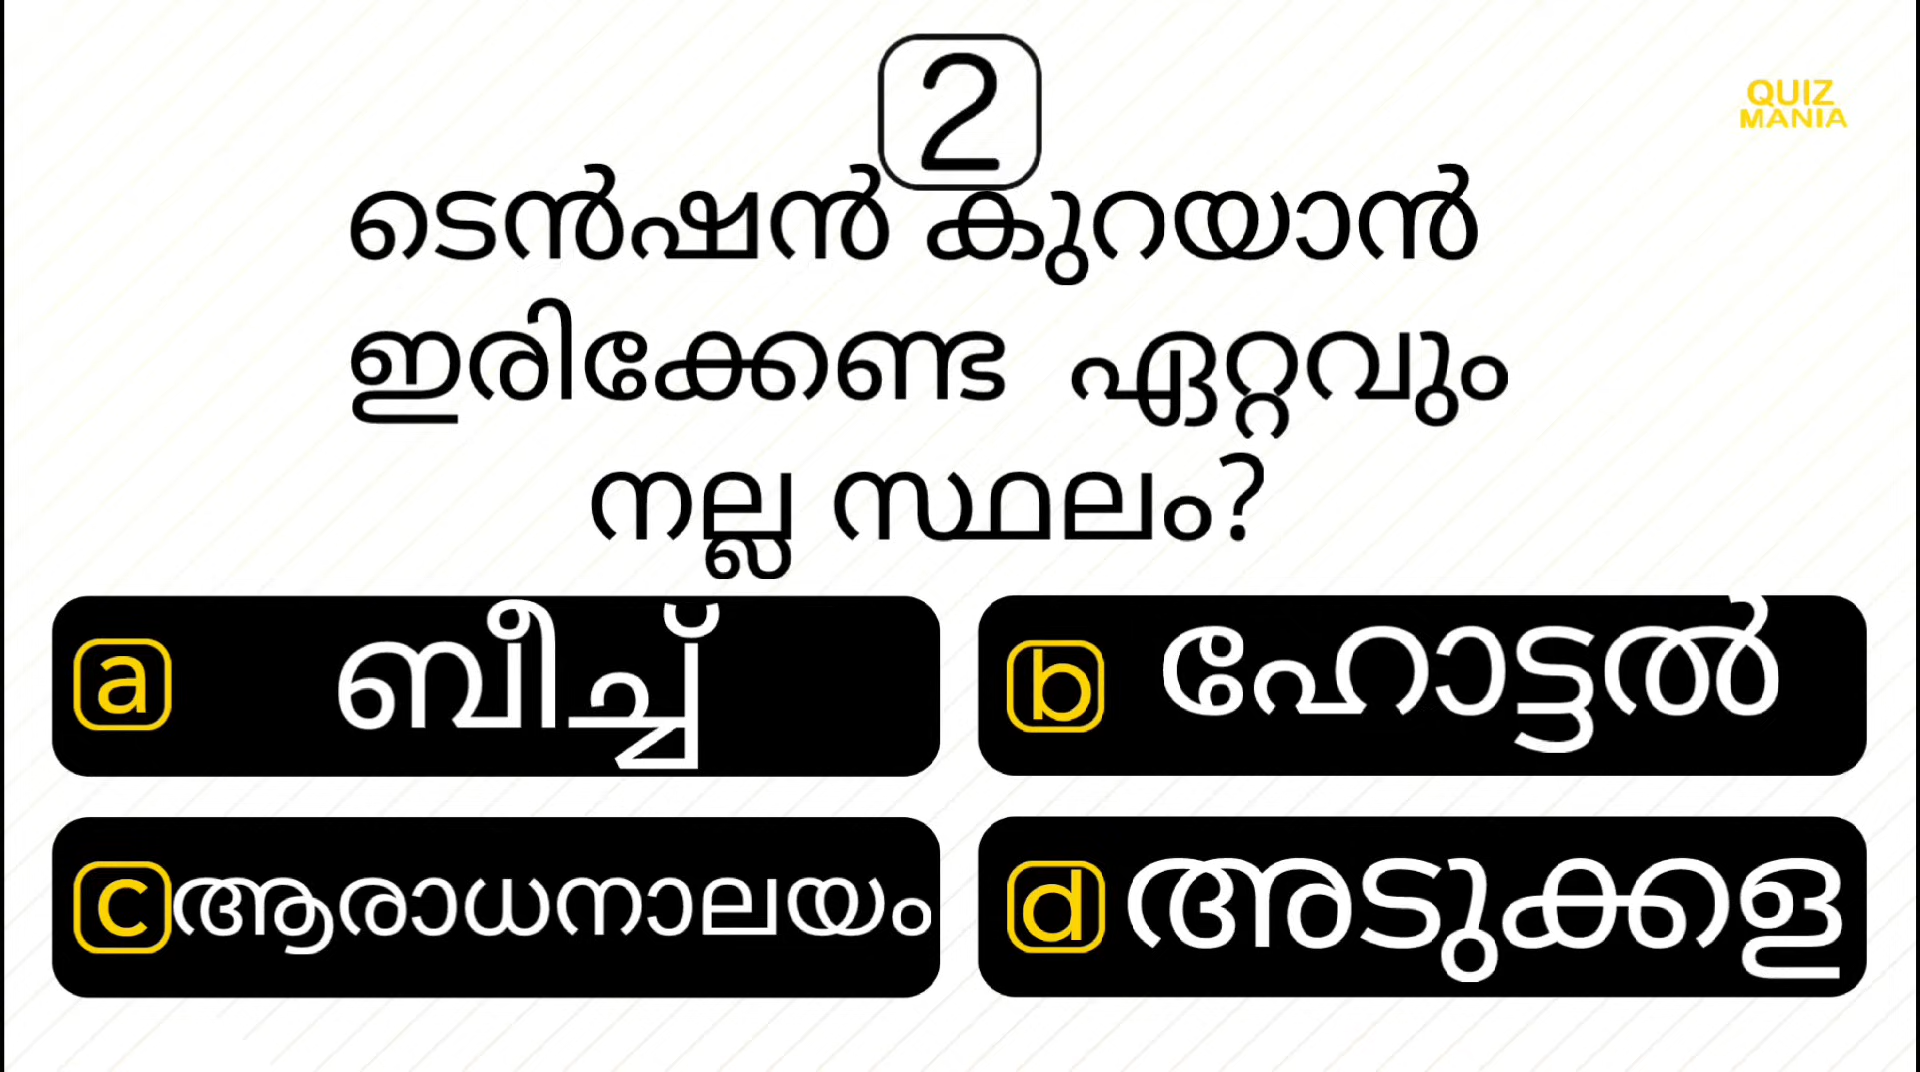 2
QUIZ
MANIA
ടെൻഷൻ കുറയാൻ
ഇരിക്കേണ്ട ഏറ്റവും
നല്ല സ്ഥലം?
a ബീച്ച്
b ഹോട്ടൽ
c ആരാധനാലയം
d അടുക്കള